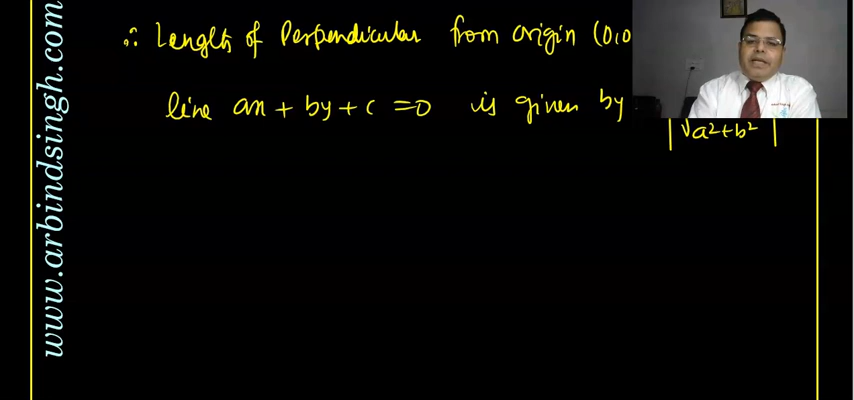 ∴ Length of Perpendicular from origin (0,0
line ax + by + c = 0 is given by
√a²+b²
www.arbindsingh.com